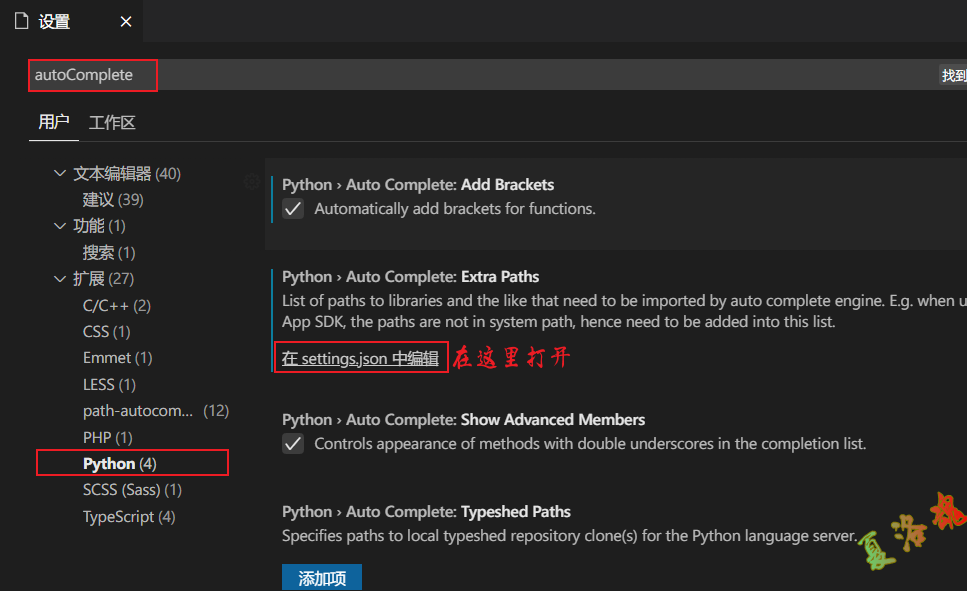 设置
autoComplete
找到
用户 工作区
文本编辑器 (40)
建议 (39)
功能 (1)
搜索 (1)
扩展 (27)
C/C++ (2)
CSS (1)
Emmet (1)
LESS (1)
path-autocom... (12)
PHP (1)
Python (4)
SCSS (Sass) (1)
TypeScript (4)
Python › Auto Complete: Add Brackets
Automatically add brackets for functions.
Python › Auto Complete: Extra Paths
List of paths to libraries and the like that need to be imported by auto complete engine. E.g. when u
App SDK, the paths are not in system path, hence need to be added into this list.
在 settings.json 中编辑 在这里打开
Python › Auto Complete: Show Advanced Members
Controls appearance of methods with double underscores in the completion list.
Python › Auto Complete: Typeshed Paths
Specifies paths to local typeshed repository clone(s) for the Python language server.
添加项